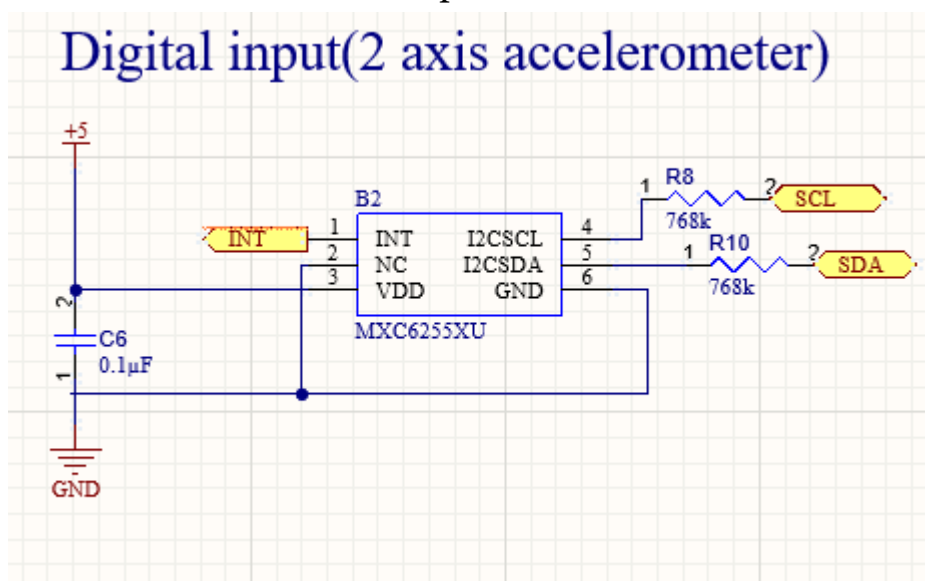 Digital input(2 axis accelerometer)
+5
B2
INT
1
2
3
INT
NC
VDD
I2CSCL
I2CSDA
GND
4
5
6
MXC6255XU
1
R8
768k
2
SCL
1
R10
768k
2
SDA
2
C6
0.1µF
1
GND